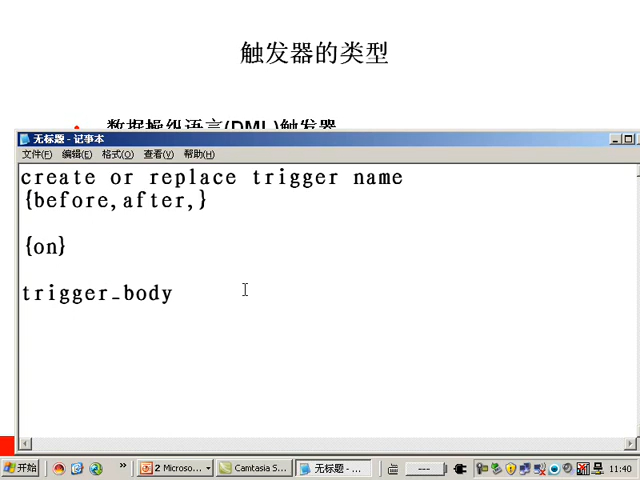 触发器的类型
• 数据操纵语言(DML)触发器
无标题 - 记事本
文件(F) 编辑(E) 格式(O) 查看(V) 帮助(H)
create or replace trigger name
{before,after,}
{on}
trigger_body
开始 » 2 Microso... Camtasia S... 无标题 - ... --- 11:40